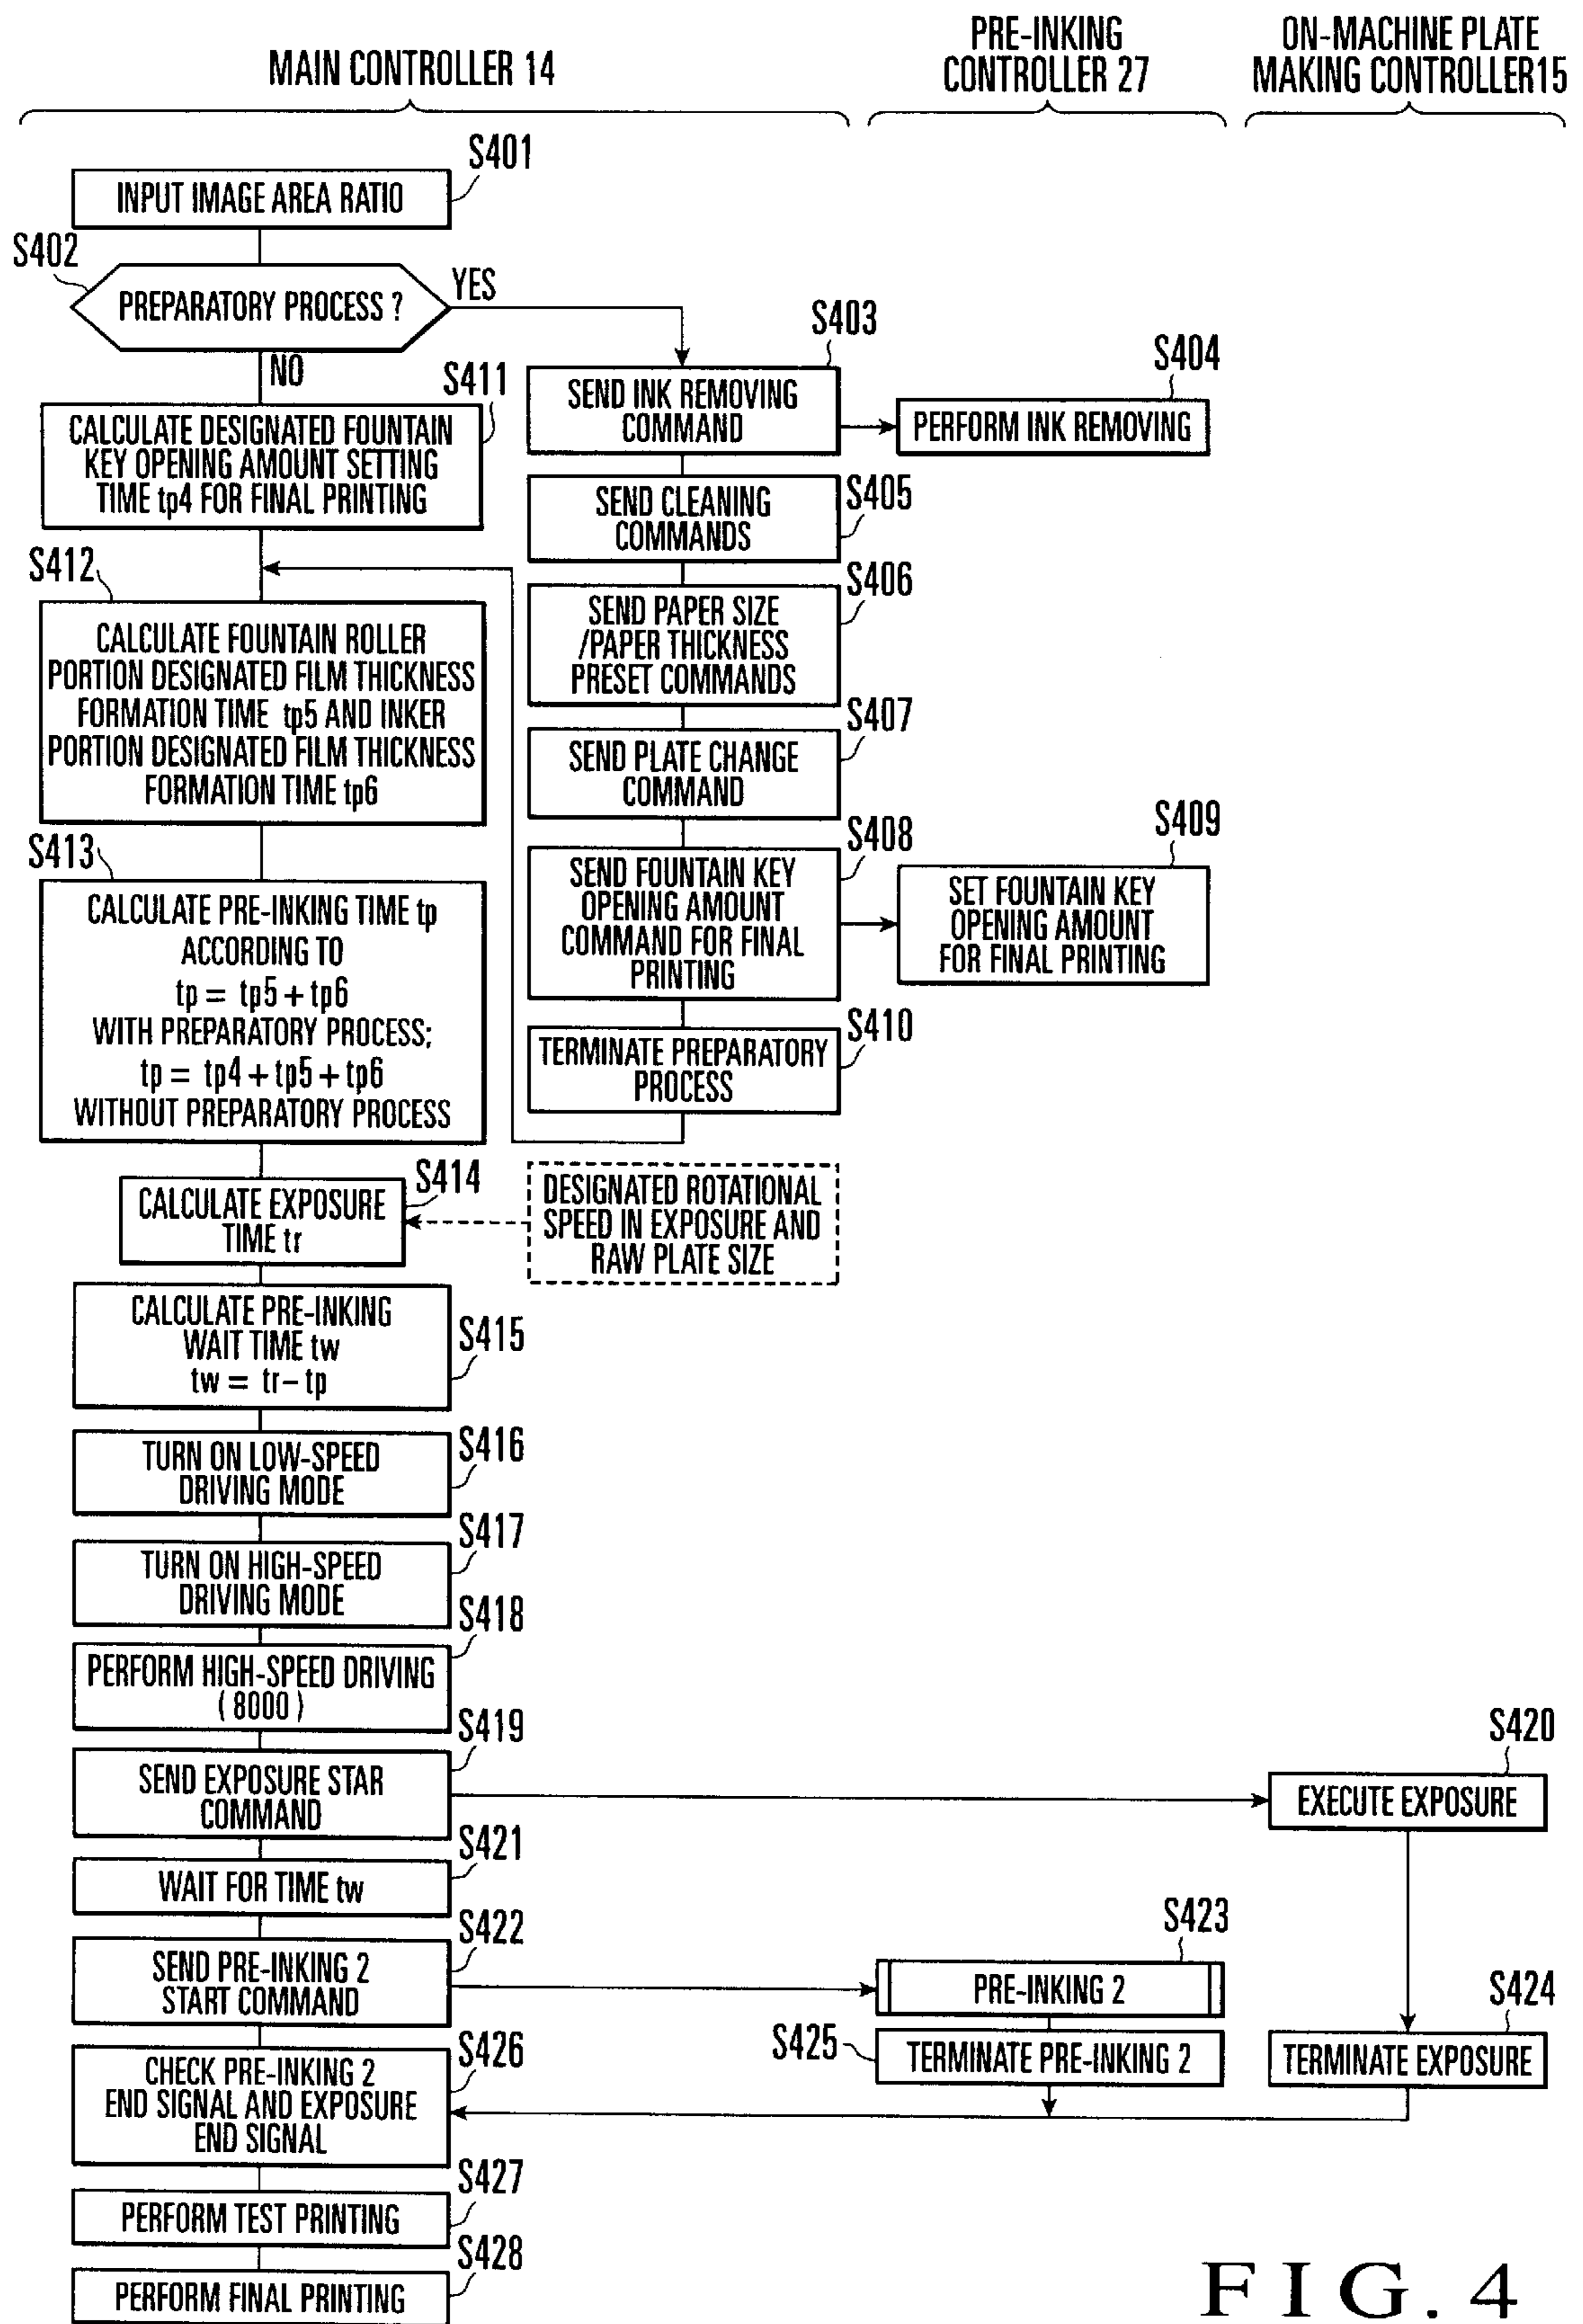 MAIN CONTROLLER 14
PRE-INKING
CONTROLLER 27
ON-MACHINE PLATE
MAKING CONTROLLER15
S401
INPUT IMAGE AREA RATIO
S402
PREPARATORY PROCESS ?
YES
NO
S403
SEND INK REMOVING
COMMAND
S404
PERFORM INK REMOVING
S405
SEND CLEANING
COMMANDS
S406
SEND PAPER SIZE
/PAPER THICKNESS
PRESET COMMANDS
S407
SEND PLATE CHANGE
COMMAND
S408
SEND FOUNTAIN KEY
OPENING AMOUNT
COMMAND FOR FINAL
PRINTING
S409
SET FOUNTAIN KEY
OPENING AMOUNT
FOR FINAL PRINTING
S410
TERMINATE PREPARATORY
PROCESS
S411
CALCULATE DESIGNATED FOUNTAIN
KEY OPENING AMOUNT SETTING
TIME tp4 FOR FINAL PRINTING
S412
CALCULATE FOUNTAIN ROLLER
PORTION DESIGNATED FILM THICKNESS
FORMATION TIME tp5 AND INKER
PORTION DESIGNATED FILM THICKNESS
FORMATION TIME tp6
S413
CALCULATE PRE-INKING TIME tp
ACCORDING TO
tp = tp5 + tp6
WITH PREPARATORY PROCESS;
tp = tp4 + tp5 + tp6
WITHOUT PREPARATORY PROCESS
S414
CALCULATE EXPOSURE
TIME tr
DESIGNATED ROTATIONAL
SPEED IN EXPOSURE AND
RAW PLATE SIZE
CALCULATE PRE-INKING
WAIT TIME tw
tw = tr - tp
S415
S416
TURN ON LOW-SPEED
DRIVING MODE
S417
TURN ON HIGH-SPEED
DRIVING MODE
S418
PERFORM HIGH-SPEED DRIVING
( 8000 )
S419
SEND EXPOSURE STAR
COMMAND
S420
EXECUTE EXPOSURE
S421
WAIT FOR TIME tw
S422
SEND PRE-INKING 2
START COMMAND
S423
PRE-INKING 2
S424
TERMINATE EXPOSURE
S425
TERMINATE PRE-INKING 2
S426
CHECK PRE-INKING 2
END SIGNAL AND EXPOSURE
END SIGNAL
S427
PERFORM TEST PRINTING
S428
PERFORM FINAL PRINTING
FIG. 4